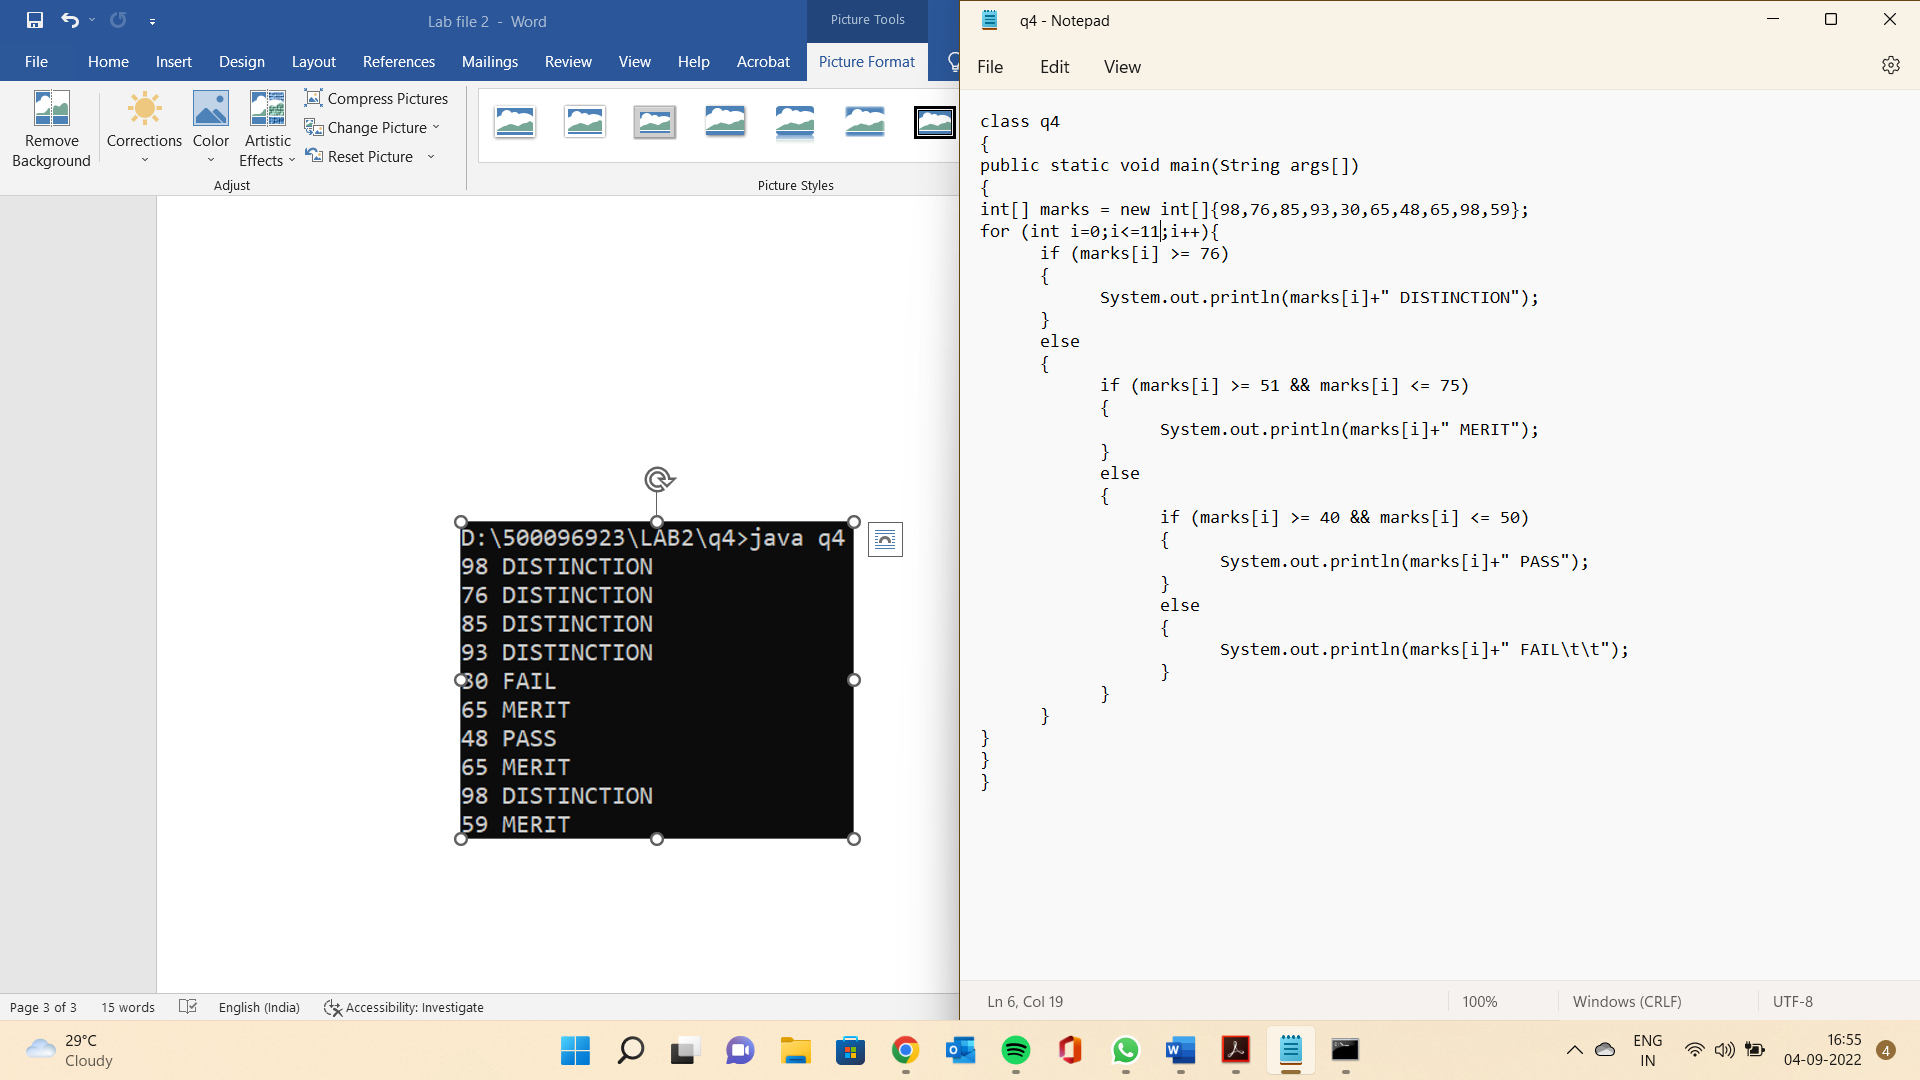 Lab file 2 - Word
Picture Tools
File Home Insert Design Layout References Mailings Review View Help Acrobat Picture Format
Remove Background
Corrections
Color
Artistic Effects
Compress Pictures
Change Picture
Reset Picture
Adjust
Picture Styles
D:\500096923\LAB2\q4>java q4
98 DISTINCTION
76 DISTINCTION
85 DISTINCTION
93 DISTINCTION
30 FAIL
65 MERIT
48 PASS
65 MERIT
98 DISTINCTION
59 MERIT
Page 3 of 3 15 words English (India) Accessibility: Investigate
q4 - Notepad
File Edit View
class q4
{
public static void main(String args[])
{
int[] marks = new int[]{98,76,85,93,30,65,48,65,98,59};
for (int i=0;i<=11;i++){
if (marks[i] >= 76)
{
System.out.println(marks[i]+" DISTINCTION");
}
else
{
if (marks[i] >= 51 && marks[i] <= 75)
{
System.out.println(marks[i]+" MERIT");
}
else
{
if (marks[i] >= 40 && marks[i] <= 50)
{
System.out.println(marks[i]+" PASS");
}
else
{
System.out.println(marks[i]+" FAIL\t\t");
}
}
}
}
}
}
Ln 6, Col 19 100% Windows (CRLF) UTF-8
29°C
Cloudy
ENG
IN
16:55
04-09-2022
4